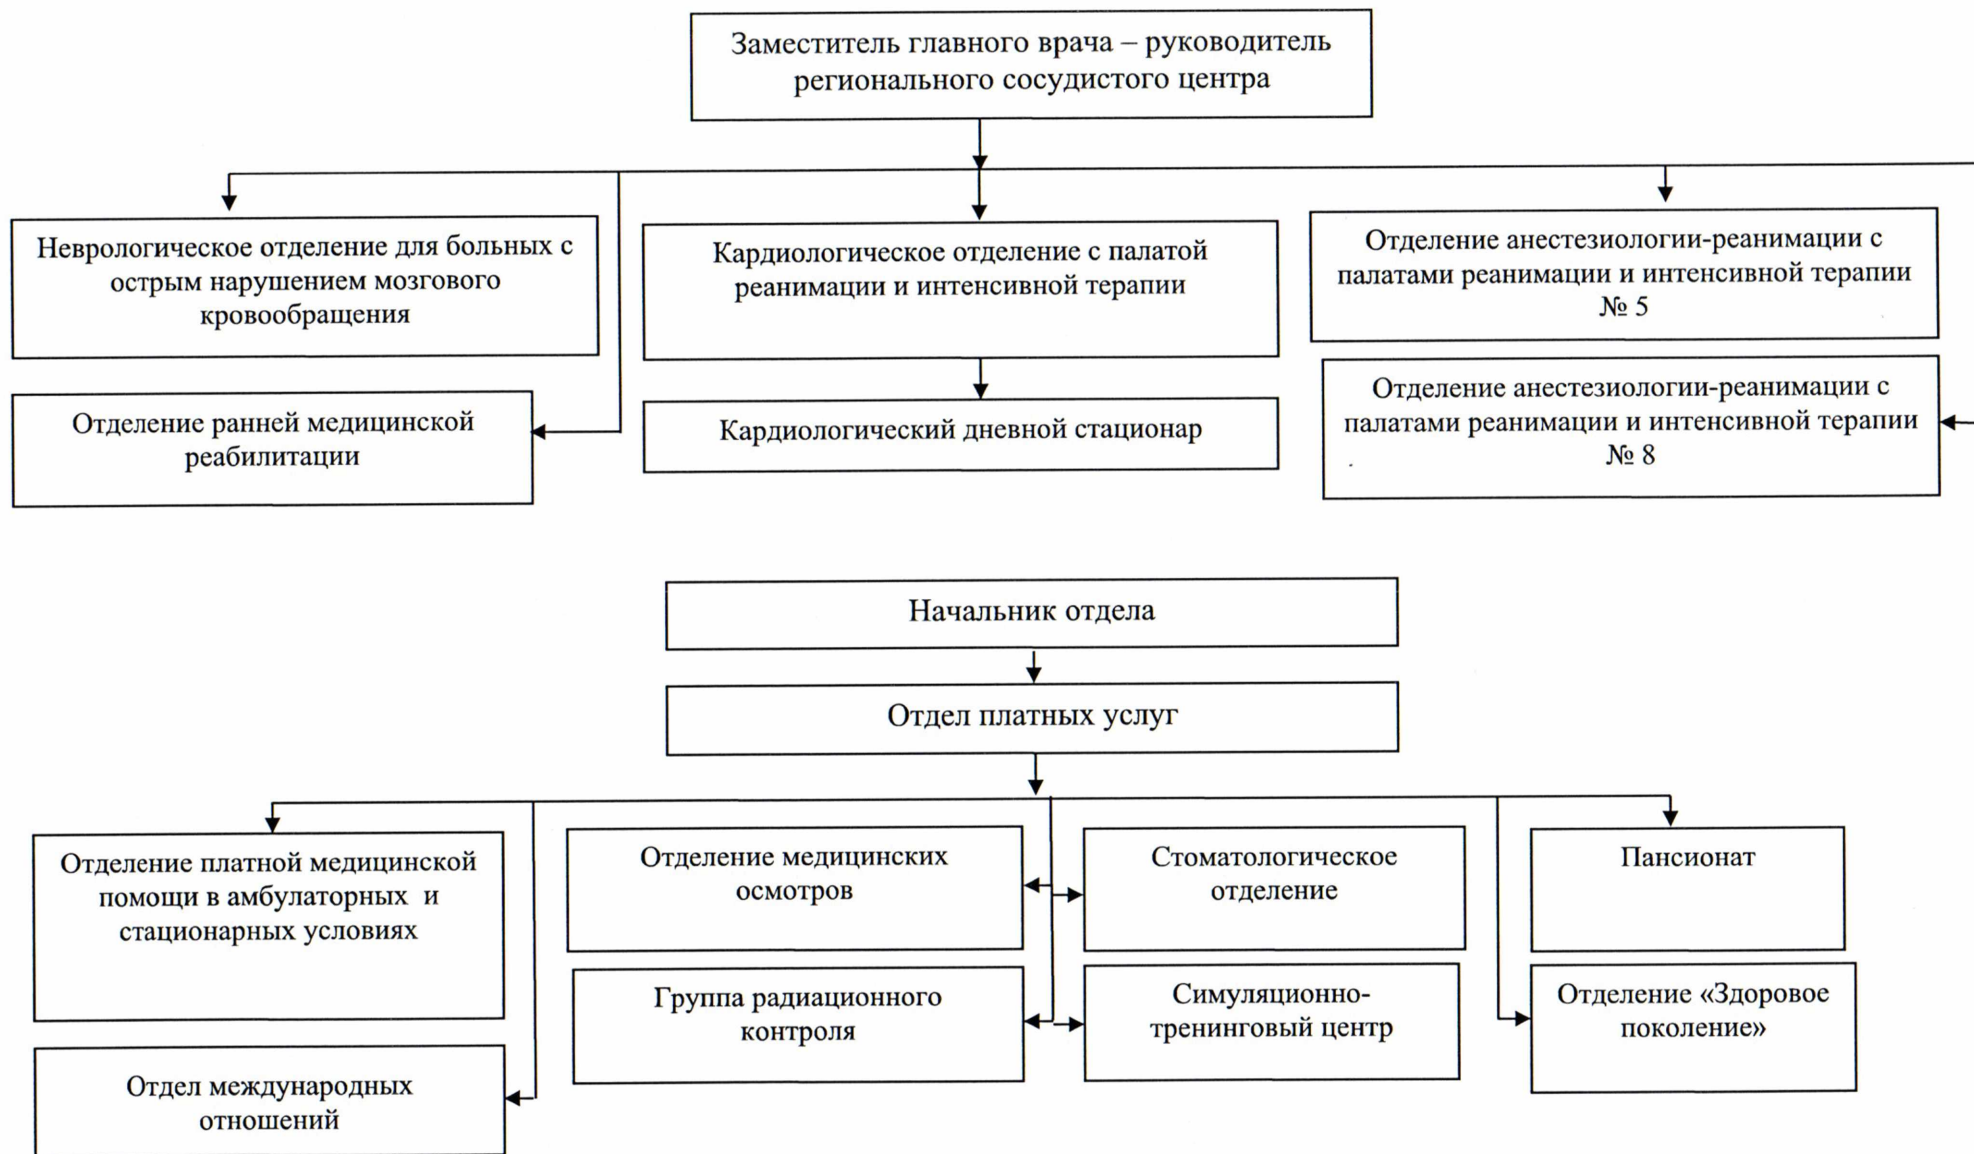 Заместитель главного врача – руководитель
регионального сосудистого центра
Неврологическое отделение для больных с
острым нарушением мозгового
кровообращения
Кардиологическое отделение с палатой
реанимации и интенсивной терапии
Отделение анестезиологии-реанимации с
палатами реанимации и интенсивной терапии
№ 5
Отделение ранней медицинской
реабилитации
Кардиологический дневной стационар
Отделение анестезиологии-реанимации с
палатами реанимации и интенсивной терапии
№ 8
Начальник отдела
Отдел платных услуг
Отделение платной медицинской
помощи в амбулаторных и
стационарных условиях
Отделение медицинских
осмотров
Стоматологическое
отделение
Пансионат
Отдел международных
отношений
Группа радиационного
контроля
Симуляционно-
тренинговый центр
Отделение «Здоровое
поколение»